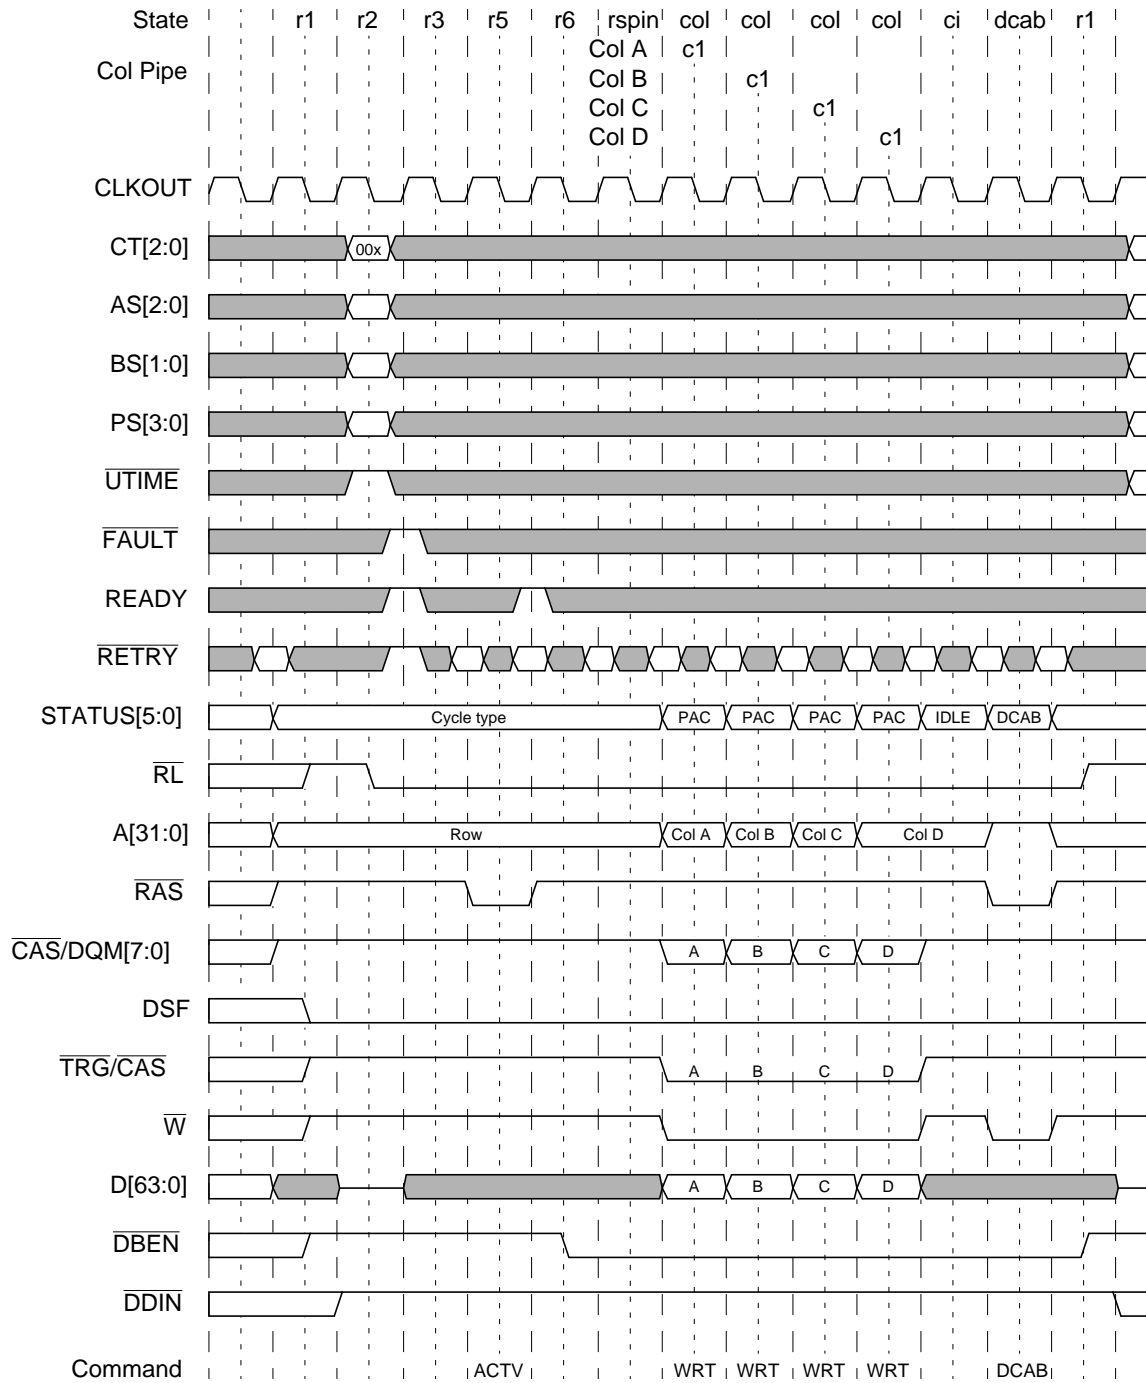 State r1 r2 r3 r5 r6 rspin col col col col ci dcab r1
Col Pipe
Col A c1
Col B c1
Col C c1
Col D c1
CLKOUT
CT[2:0] 00x
AS[2:0]
BS[1:0]
PS[3:0]
UTIME
FAULT
READY
RETRY
STATUS[5:0] Cycle type PAC PAC PAC PAC IDLE DCAB
RL
A[31:0] Row Col A Col B Col C Col D
RAS
CAS/DQM[7:0] A B C D
DSF
TRG/CAS A B C D
W
D[63:0] A B C D
DBEN
DDIN
Command ACTV WRT WRT WRT WRT DCAB